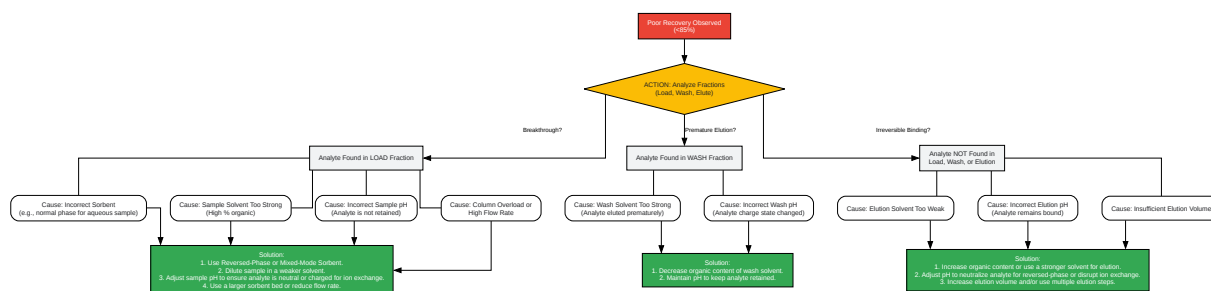 Poor Recovery Observed
(<85%)
ACTION: Analyze Fractions
(Load, Wash, Elute)
Breakthrough?
Premature Elution?
Irreversible Binding?
Analyte Found in LOAD Fraction
Analyte Found in WASH Fraction
Analyte NOT Found in
Load, Wash, or Elution
Cause: Incorrect Sorbent
(e.g., normal phase for aqueous sample)
Cause: Sample Solvent Too Strong
(High % organic)
Cause: Incorrect Sample pH
(Analyte is not retained)
Cause: Column Overload or
High Flow Rate
Cause: Wash Solvent Too Strong
(Analyte eluted prematurely)
Cause: Incorrect Wash pH
(Analyte charge state changed)
Cause: Elution Solvent Too Weak
Cause: Incorrect Elution pH
(Analyte remains bound)
Cause: Insufficient Elution Volume
Solution:
1. Use Reversed-Phase or Mixed-Mode Sorbent.
2. Dilute sample in a weaker solvent.
3. Adjust sample pH to ensure analyte is neutral or charged for ion exchange.
4. Use a larger sorbent bed or reduce flow rate.
Solution:
1. Decrease organic content of wash solvent.
2. Maintain pH to keep analyte retained.
Solution:
1. Increase organic content or use a stronger solvent for elution.
2. Adjust pH to neutralize analyte for reversed-phase or disrupt ion exchange.
3. Increase elution volume and/or use multiple elution steps.